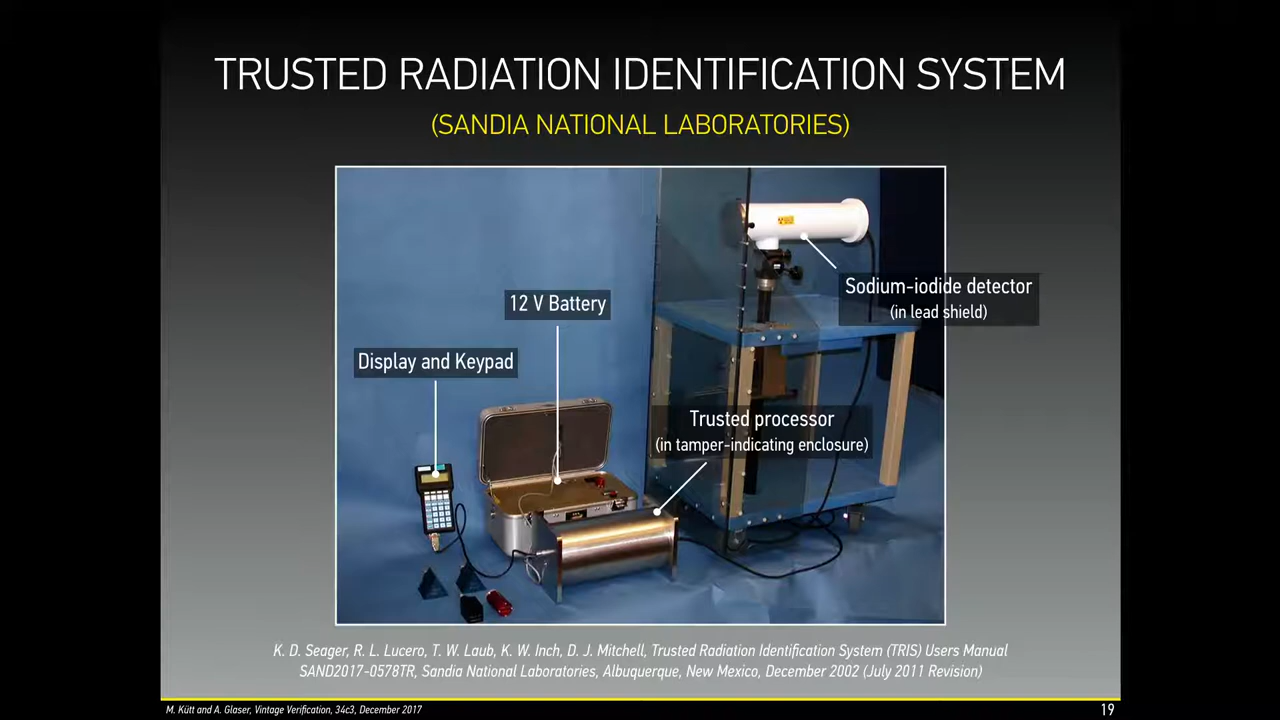 TRUSTED RADIATION IDENTIFICATION SYSTEM
(SANDIA NATIONAL LABORATORIES)
Sodium-iodide detector
(in lead shield)
12 V Battery
Display and Keypad
Trusted processor
(in tamper-indicating enclosure)
K. D. Seager, R. L. Lucero, T. W. Laub, K. W. Inch, D. J. Mitchell, Trusted Radiation Identification System (TRIS) Users Manual
SAND2017-0578TR, Sandia National Laboratories, Albuquerque, New Mexico, December 2002 (July 2011 Revision)
M. Kütt and A. Glaser, Vintage Verification, 34c3, December 2017
19